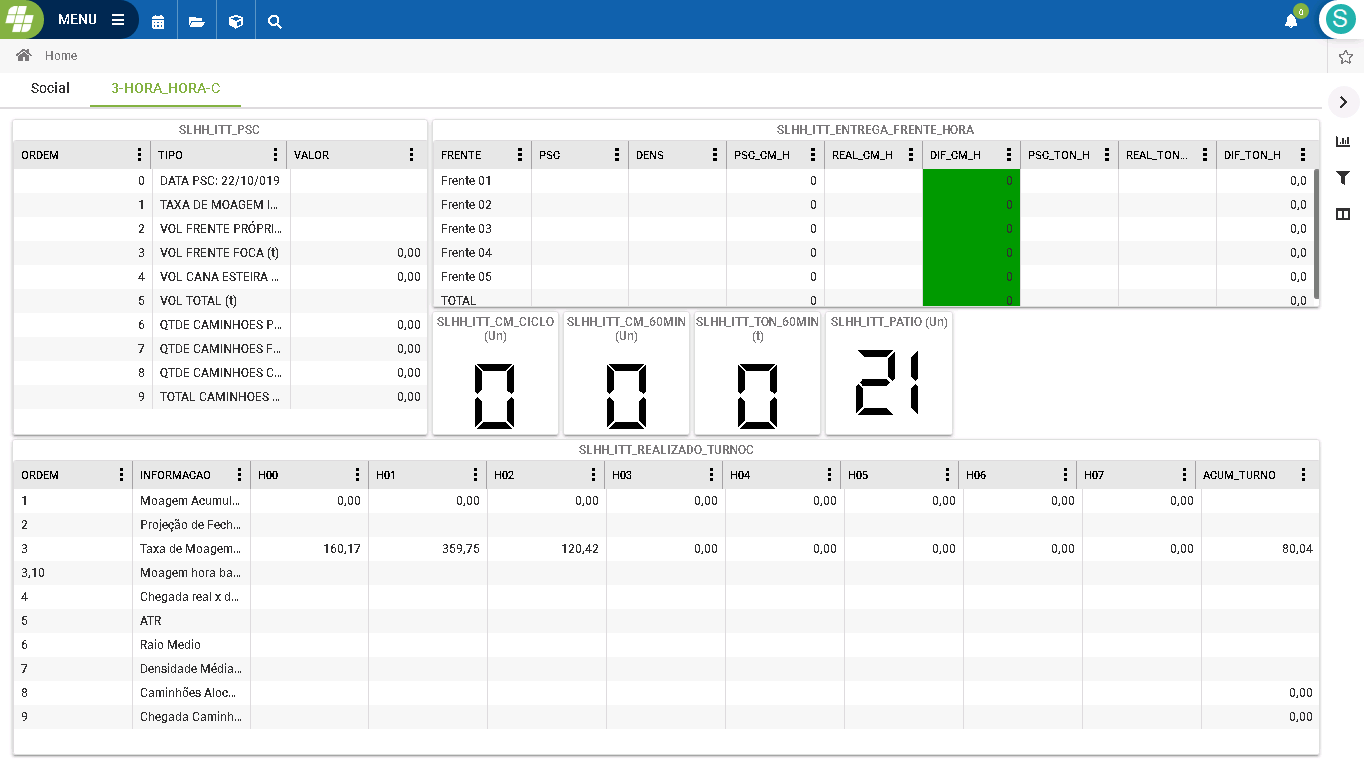 MENU
0
S
Home
Social 3-HORA_HORA-C
SLHH_ITT_PSC
ORDEM TIPO VALOR
0 DATA PSC: 22/10/019
1 TAXA DE MOAGEM I...
2 VOL FRENTE PRÓPRI...
3 VOL FRENTE FOCA (t) 0,00
4 VOL CANA ESTEIRA ... 0,00
5 VOL TOTAL (t)
6 QTDE CAMINHOES P... 0,00
7 QTDE CAMINHOES F... 0,00
8 QTDE CAMINHOES C... 0,00
9 TOTAL CAMINHOES ... 0,00
SLHH_ITT_ENTREGA_FRENTE_HORA
FRENTE PSC DENS PSC_CM_H REAL_CM_H DIF_CM_H PSC_TON_H REAL_TON... DIF_TON_H
Frente 01 0 0 0,0
Frente 02 0 0 0,0
Frente 03 0 0 0,0
Frente 04 0 0 0,0
Frente 05 0 0 0,0
TOTAL 0 0 0,0
SLHH_ITT_CM_CICLO (Un)
0
SLHH_ITT_CM_60MIN (Un)
0
SLHH_ITT_TON_60MIN (t)
0
SLHH_ITT_PATIO (Un)
21
SLHH_ITT_REALIZADO_TURNOC
ORDEM INFORMACAO H00 H01 H02 H03 H04 H05 H06 H07 ACUM_TURNO
1 Moagem Acumul... 0,00 0,00 0,00 0,00 0,00 0,00 0,00 0,00
2 Projeção de Fech...
3 Taxa de Moagem... 160,17 359,75 120,42 0,00 0,00 0,00 0,00 0,00 80,04
3,10 Moagem hora ba...
4 Chegada real x d...
5 ATR
6 Raio Medio
7 Densidade Média...
8 Caminhões Aloc... 0,00
9 Chegada Caminh... 0,00